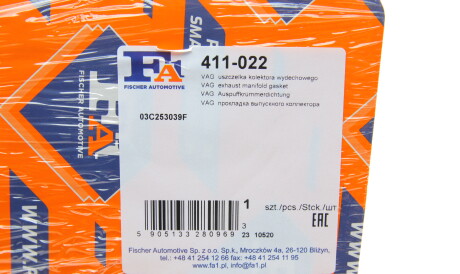 FA1
FISCHER AUTOMOTIVE
411-022
VAG uszczelka kolektora wydechowego
VAG exhaust manifold gasket
VAG Auspuffkrümmerdichtung
VAG прокладка выпускного коллектора
03C253039F
1
szt./pcs./Stck./шт
3
5 905133 280969
23 10520
EAC
Fischer Automotive Sp. z o.o. Sp.k., Mroczków 4a, 26-120 Bliżyn,
tel. +48 41 254 12 66 fax +48 41 254 11 95
www.fa1.pl, info@fa1.pl